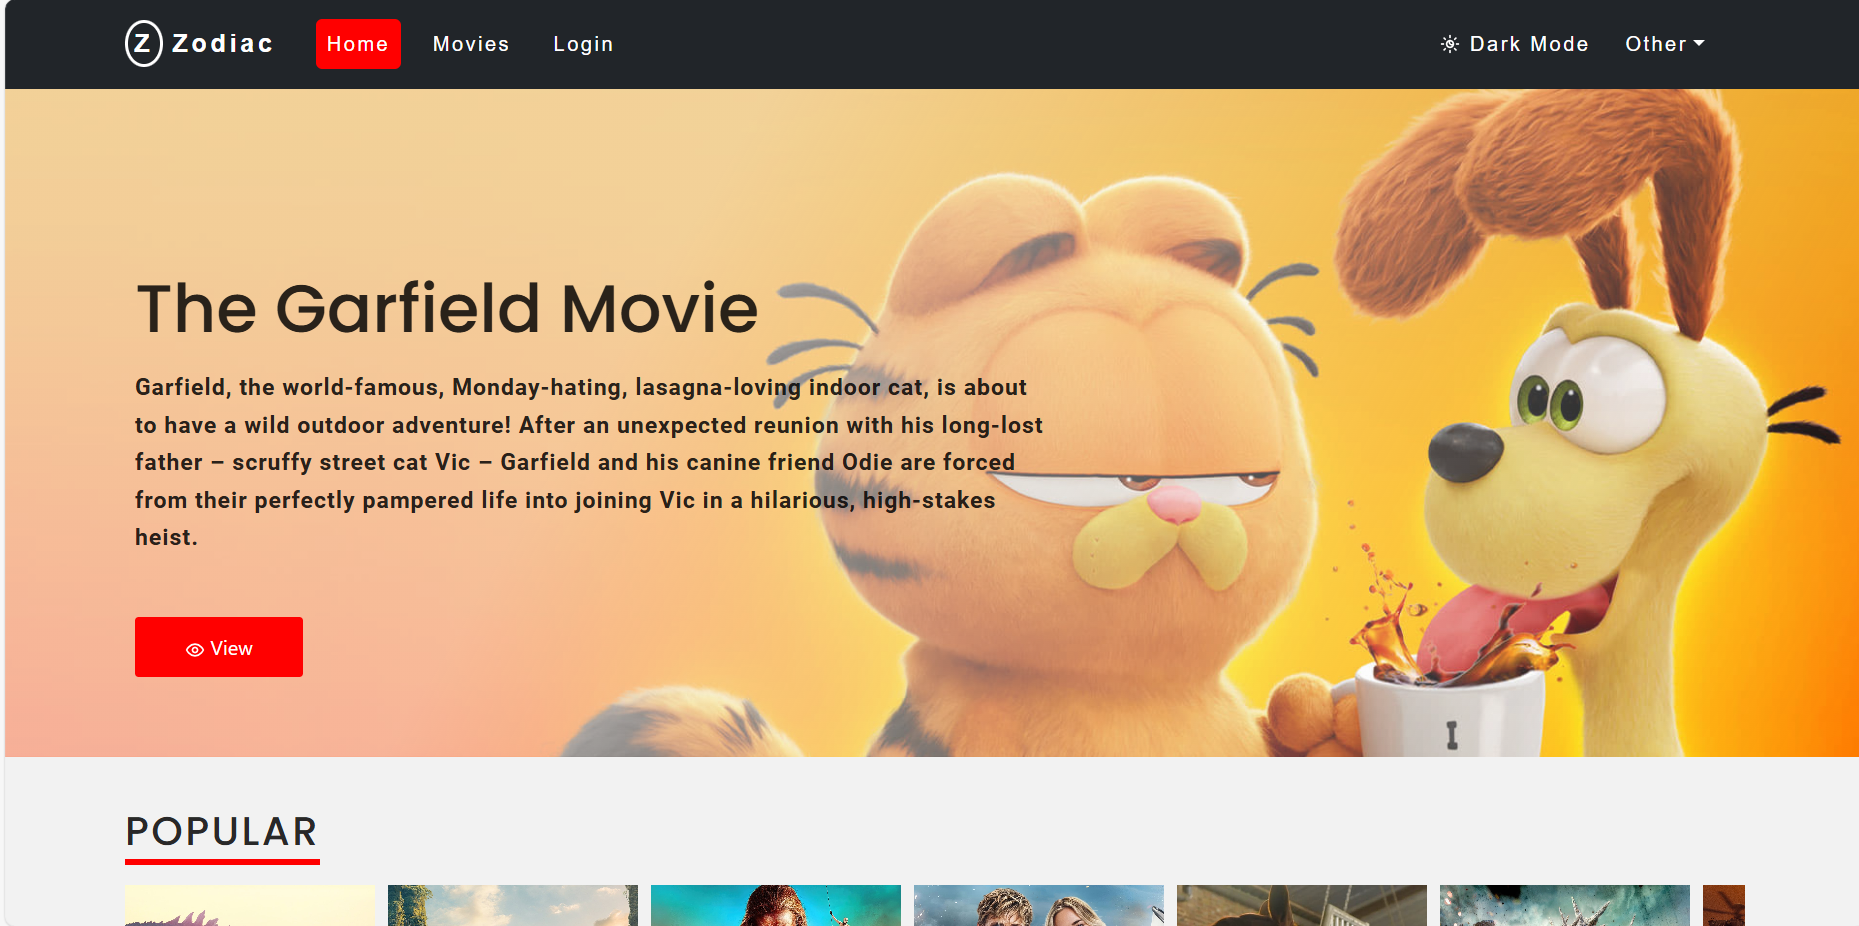 Z Zodiac Home Movies Login Dark Mode Other
The Garfield Movie
Garfield, the world-famous, Monday-hating, lasagna-loving indoor cat, is about
to have a wild outdoor adventure! After an unexpected reunion with his long-lost
father – scruffy street cat Vic – Garfield and his canine friend Odie are forced
from their perfectly pampered life into joining Vic in a hilarious, high-stakes
heist.
View
I
POPULAR